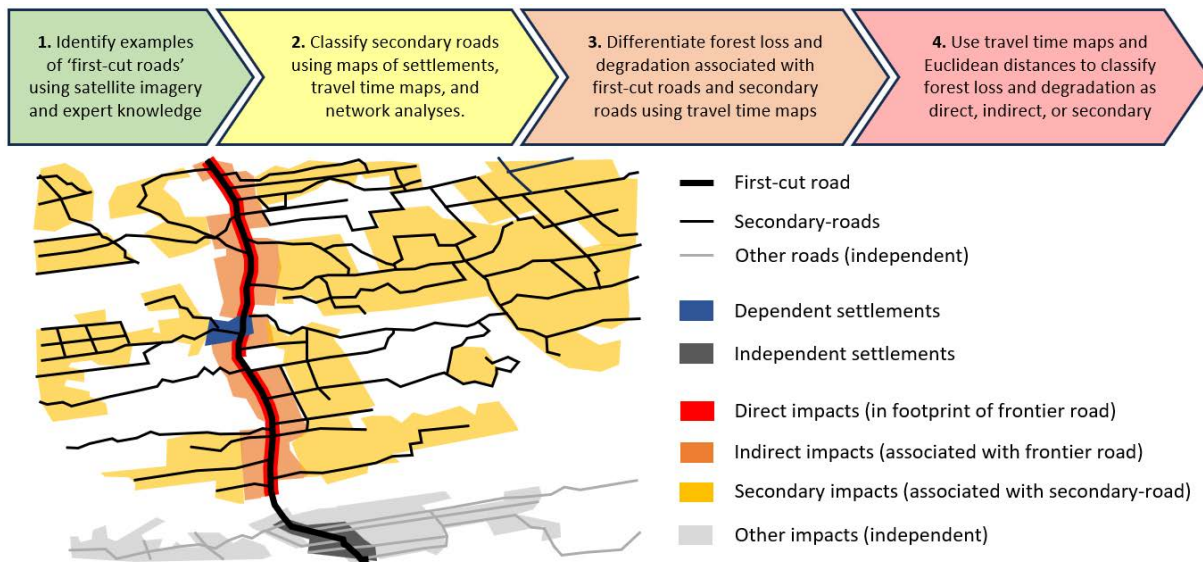 1. Identify examples
of ‘first-cut roads’
using satellite imagery
and expert knowledge
2. Classify secondary roads
using maps of settlements,
travel time maps, and
network analyses.
3. Differentiate forest loss and
degradation associated with
first-cut roads and secondary
roads using travel time maps
4. Use travel time maps and
Euclidean distances to classify
forest loss and degradation as
direct, indirect, or secondary
First-cut road
Secondary-roads
Other roads (independent)
Dependent settlements
Independent settlements
Direct impacts (in footprint of frontier road)
Indirect impacts (associated with frontier road)
Secondary impacts (associated with secondary-road)
Other impacts (independent)